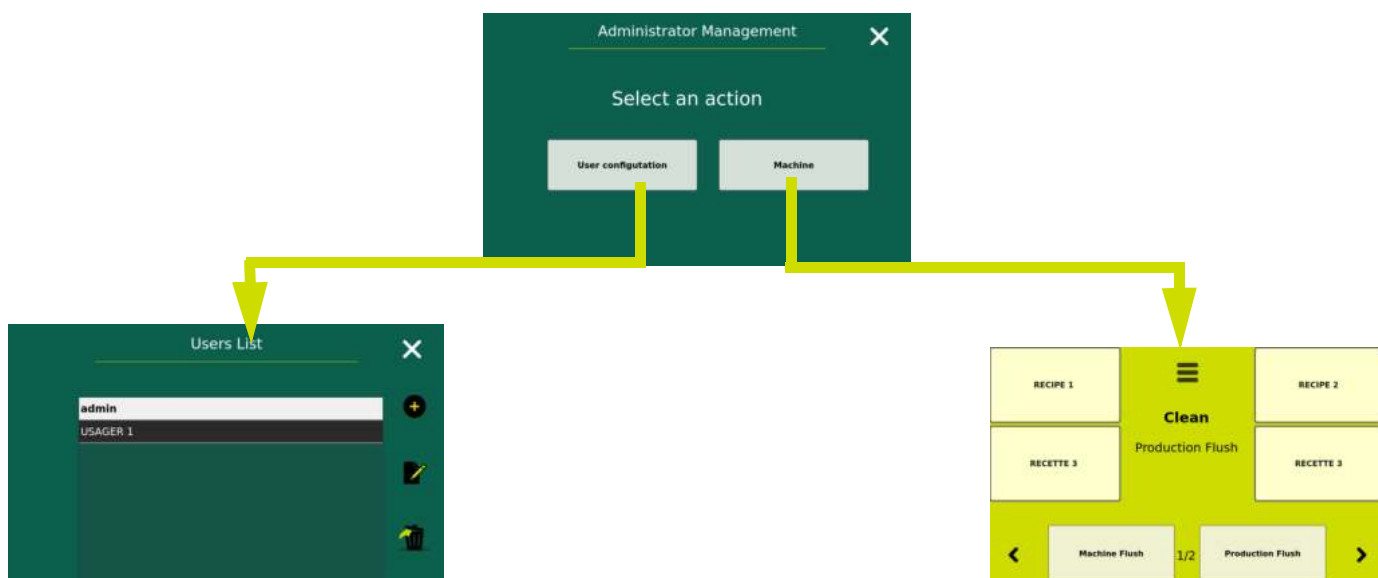 Administrator Management
Select an action
User configutation
Machine
Users List
admin
USAGER 1
RECIPE 1
RECIPE 2
Clean
Production Flush
RECETTE 3
RECETTE 3
Machine Flush
1/2
Production Flush